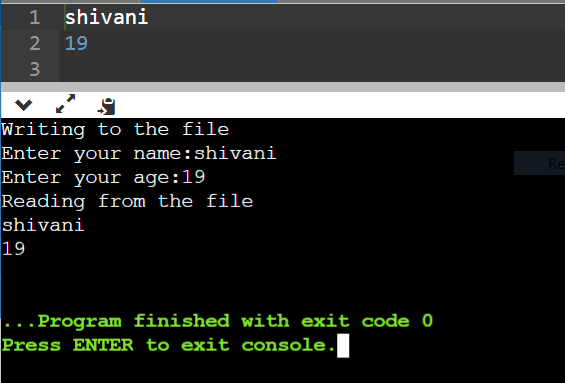 1 shivani
2 19
3
Writing to the file
Enter your name:shivani
Enter your age:19
Re
Reading from the file
shivani
19
...Program finished with exit code 0
Press ENTER to exit console.